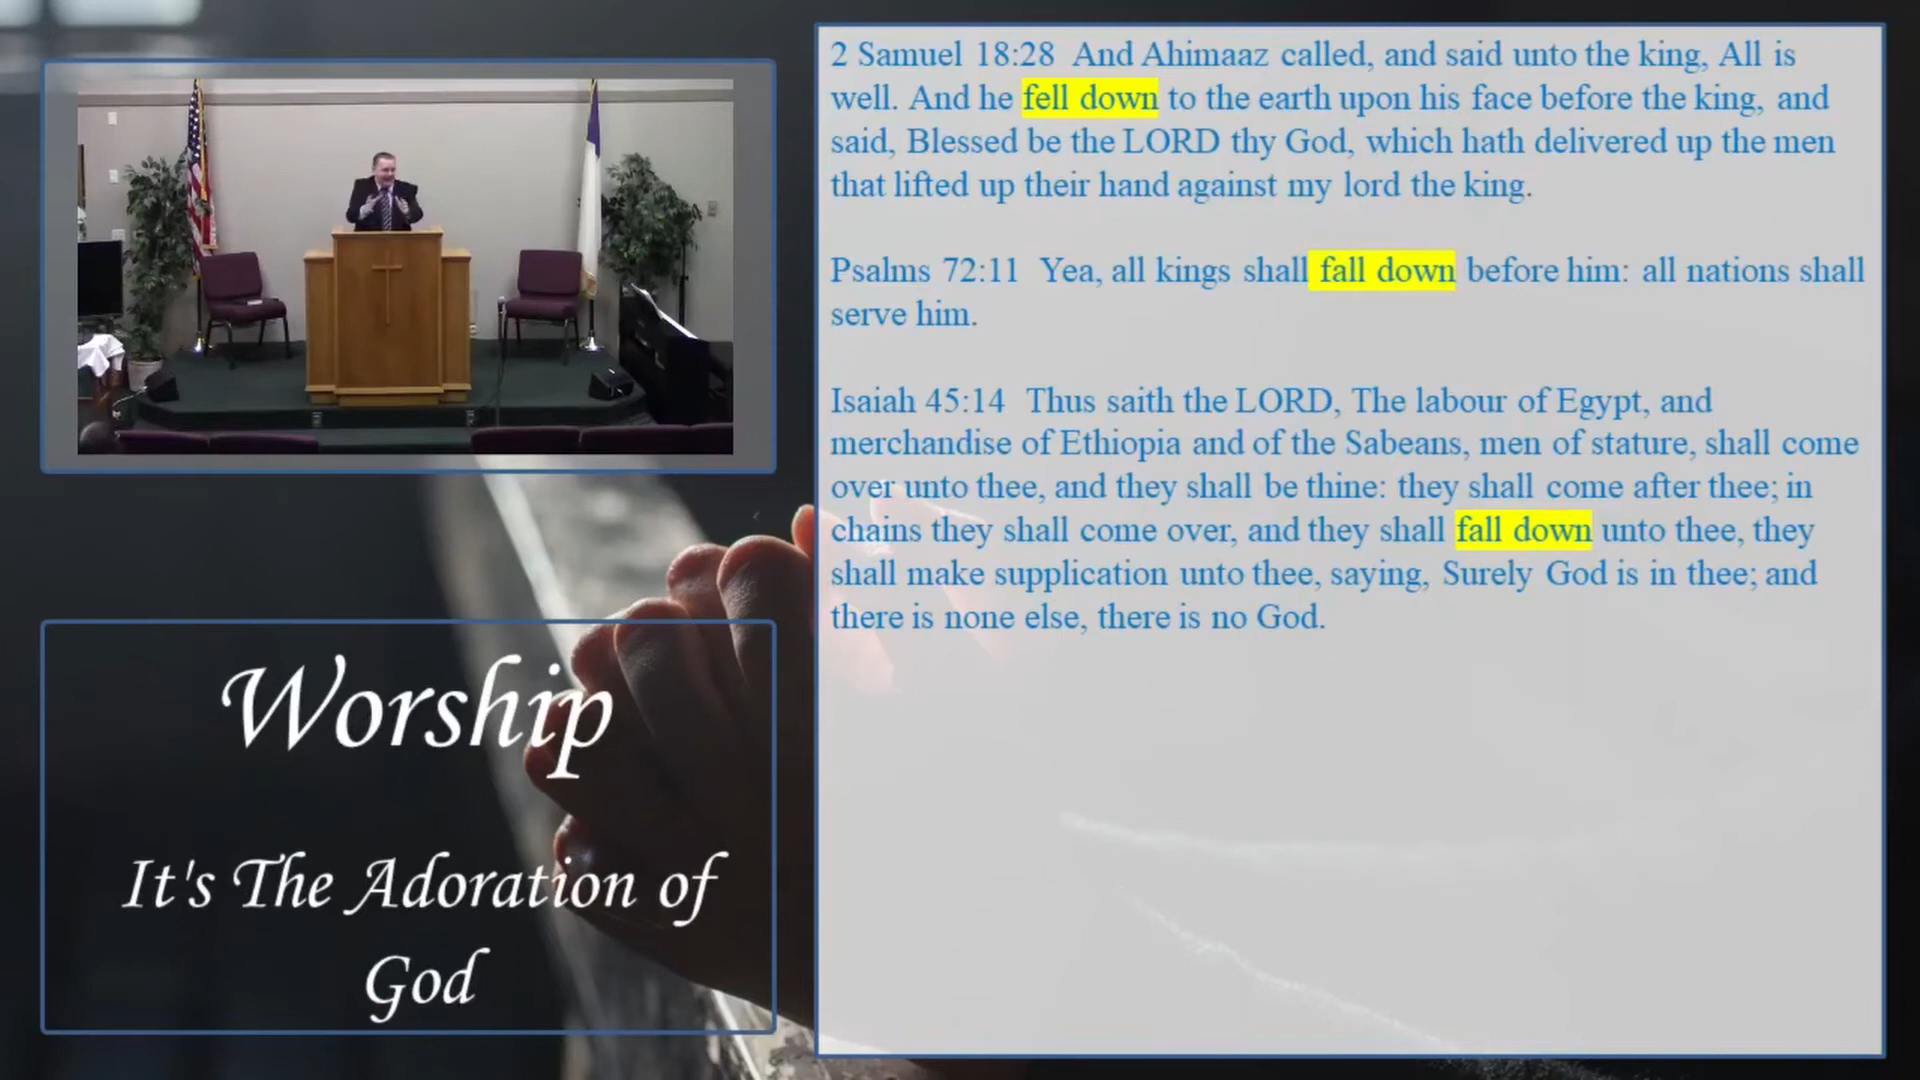 2 Samuel 18:28 And Ahimaaz called, and said unto the king, All is
well. And he fell down to the earth upon his face before the king, and
said, Blessed be the LORD thy God, which hath delivered up the men
that lifted up their hand against my lord the king.
Psalms 72:11 Yea, all kings shall fall down before him: all nations shall
serve him.
Isaiah 45:14 Thus saith the LORD, The labour of Egypt, and
merchandise of Ethiopia and of the Sabeans, men of stature, shall come
over unto thee, and they shall be thine: they shall come after thee; in
chains they shall come over, and they shall fall down unto thee, they
shall make supplication unto thee, saying, Surely God is in thee; and
there is none else, there is no God.
Worship
It's The Adoration of
God